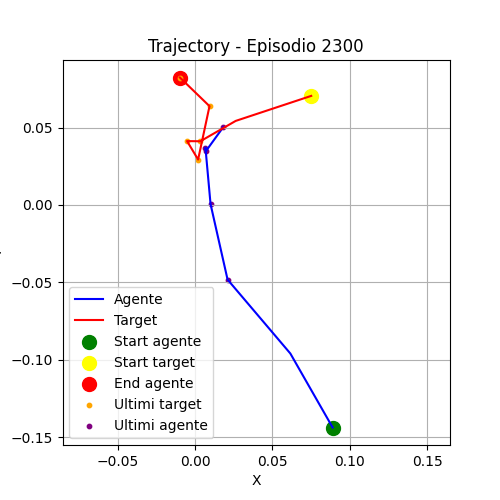 Trajectory - Episodio 2300
0.05
0.00
−0.05
−0.10
−0.15
Agente
Target
Start agente
Start target
End agente
Ultimi target
Ultimi agente
−0.05
0.00
0.05
0.10
0.15
X